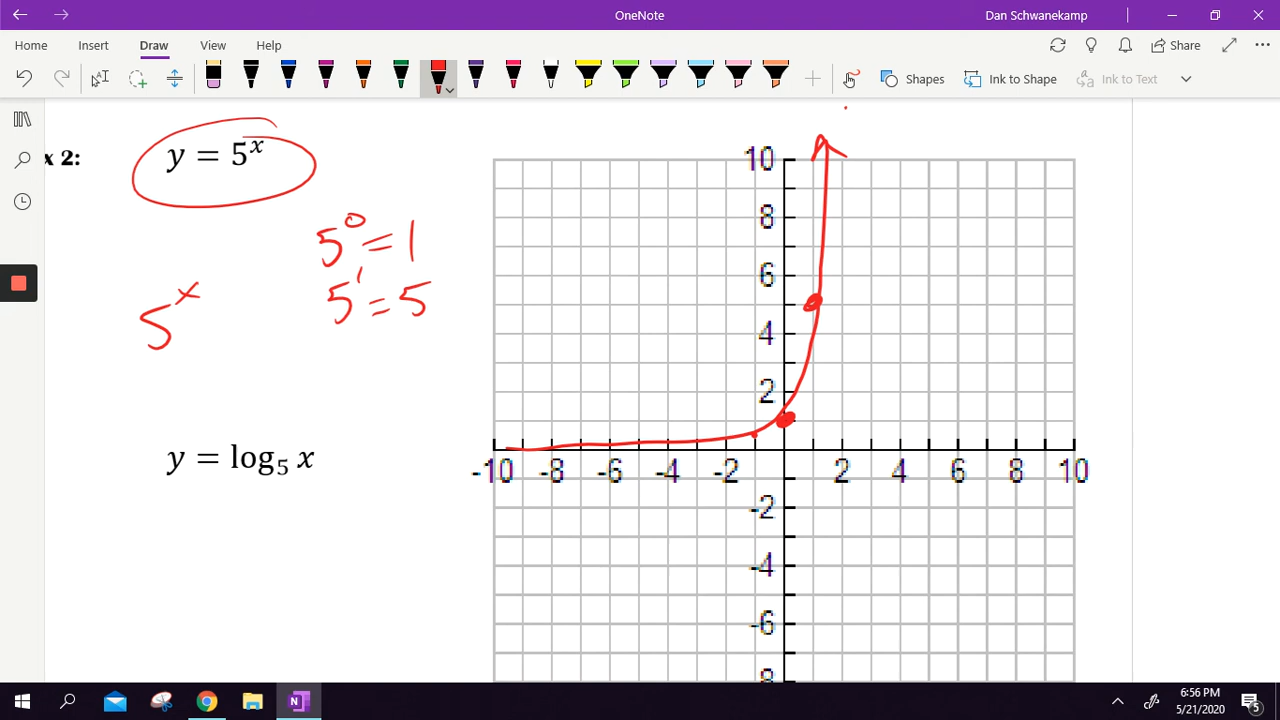 OneNote
Dan Schwanekamp
Home Insert Draw View Help
Share
Shapes Ink to Shape Ink to Text
x 2:
y = 5^x
5^0 = 1
5^1 = 5
5^x
y = log₅ x
10
8
6
4
2
-10 -8 -6 -4 -2 2 4 6 8 10
-2
-4
-6
-8
6:56 PM
5/21/2020
5